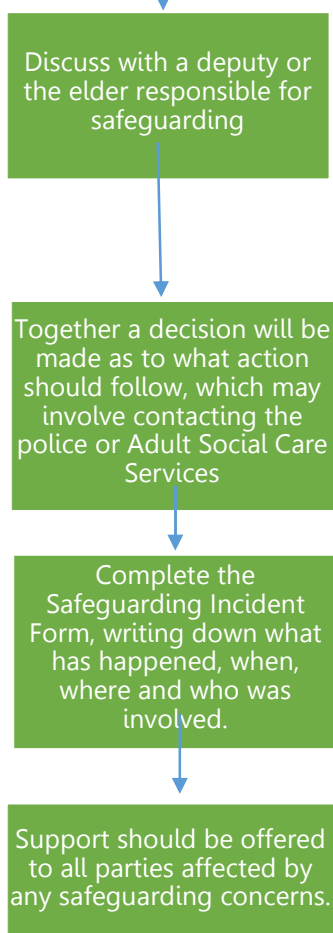 Discuss with a deputy or
the elder responsible for
safeguarding
Together a decision will be
made as to what action
should follow, which may
involve contacting the
police or Adult Social Care
Services
Complete the
Safeguarding Incident
Form, writing down what
has happened, when,
where and who was
involved.
Support should be offered
to all parties affected by
any safeguarding concerns.